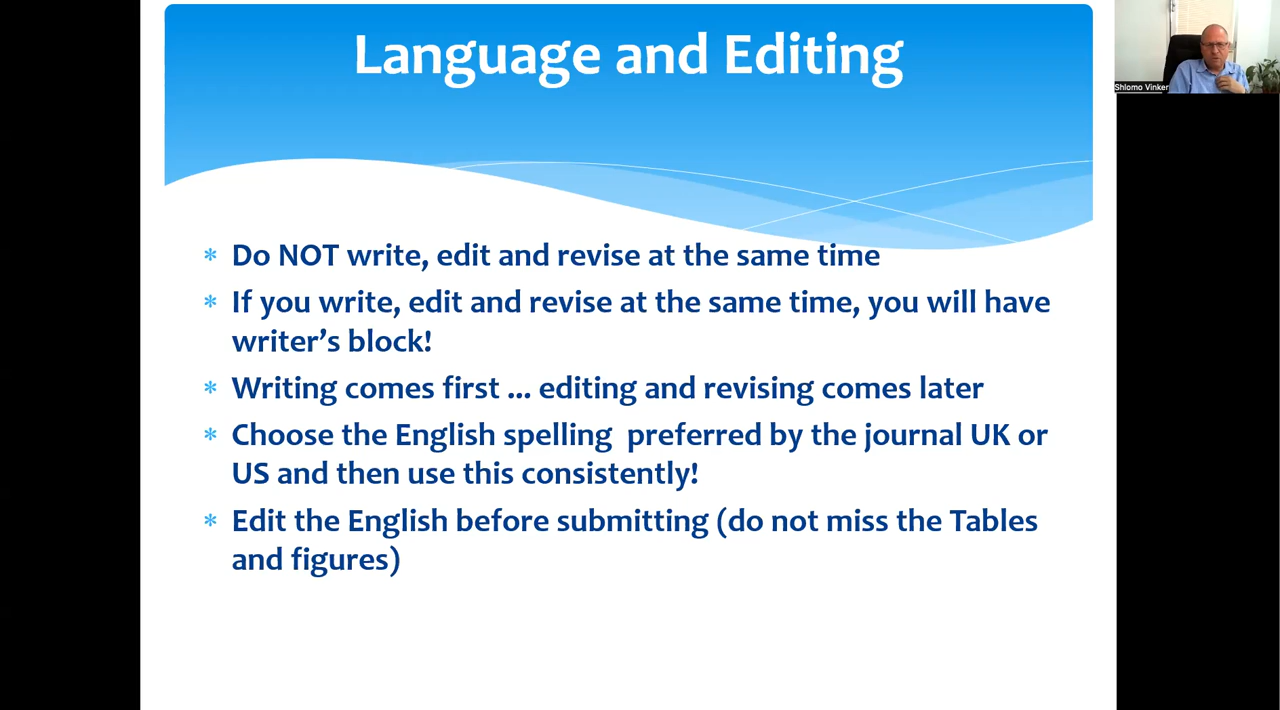 Language and Editing
Shlomo Vinker
* Do NOT write, edit and revise at the same time
* If you write, edit and revise at the same time, you will have
writer’s block!
* Writing comes first ... editing and revising comes later
* Choose the English spelling  preferred by the journal UK or
US and then use this consistently!
* Edit the English before submitting (do not miss the Tables
and figures)